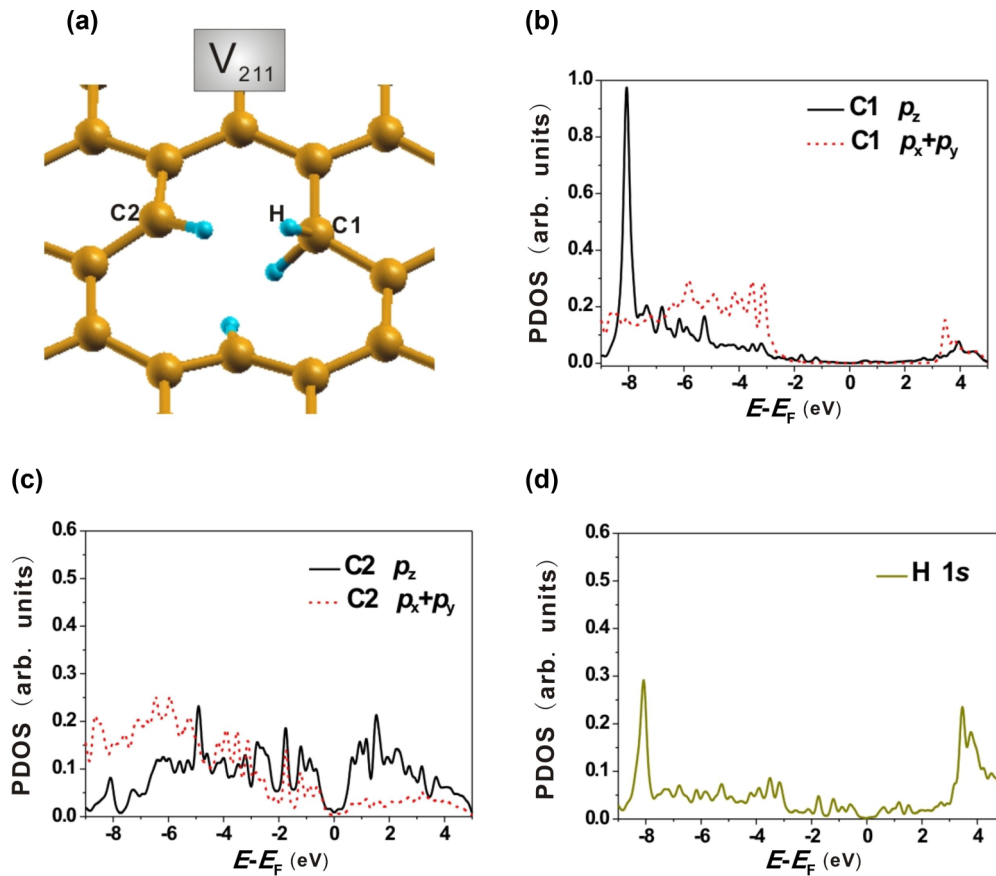 (a)
V211
C2
H
C1
(b)
C1 pz
C1 px+py
PDOS (arb. units)
1.0
0.8
0.6
0.4
0.2
0.0
-8 -6 -4 -2 0 2 4
E-EF (eV)
(c)
C2 pz
C2 px+py
PDOS (arb. units)
0.6
0.5
0.4
0.3
0.2
0.1
0.0
-8 -6 -4 -2 0 2 4
E-EF (eV)
(d)
H 1s
PDOS (arb. units)
0.6
0.5
0.4
0.3
0.2
0.1
0.0
-8 -6 -4 -2 0 2 4
E-EF (eV)